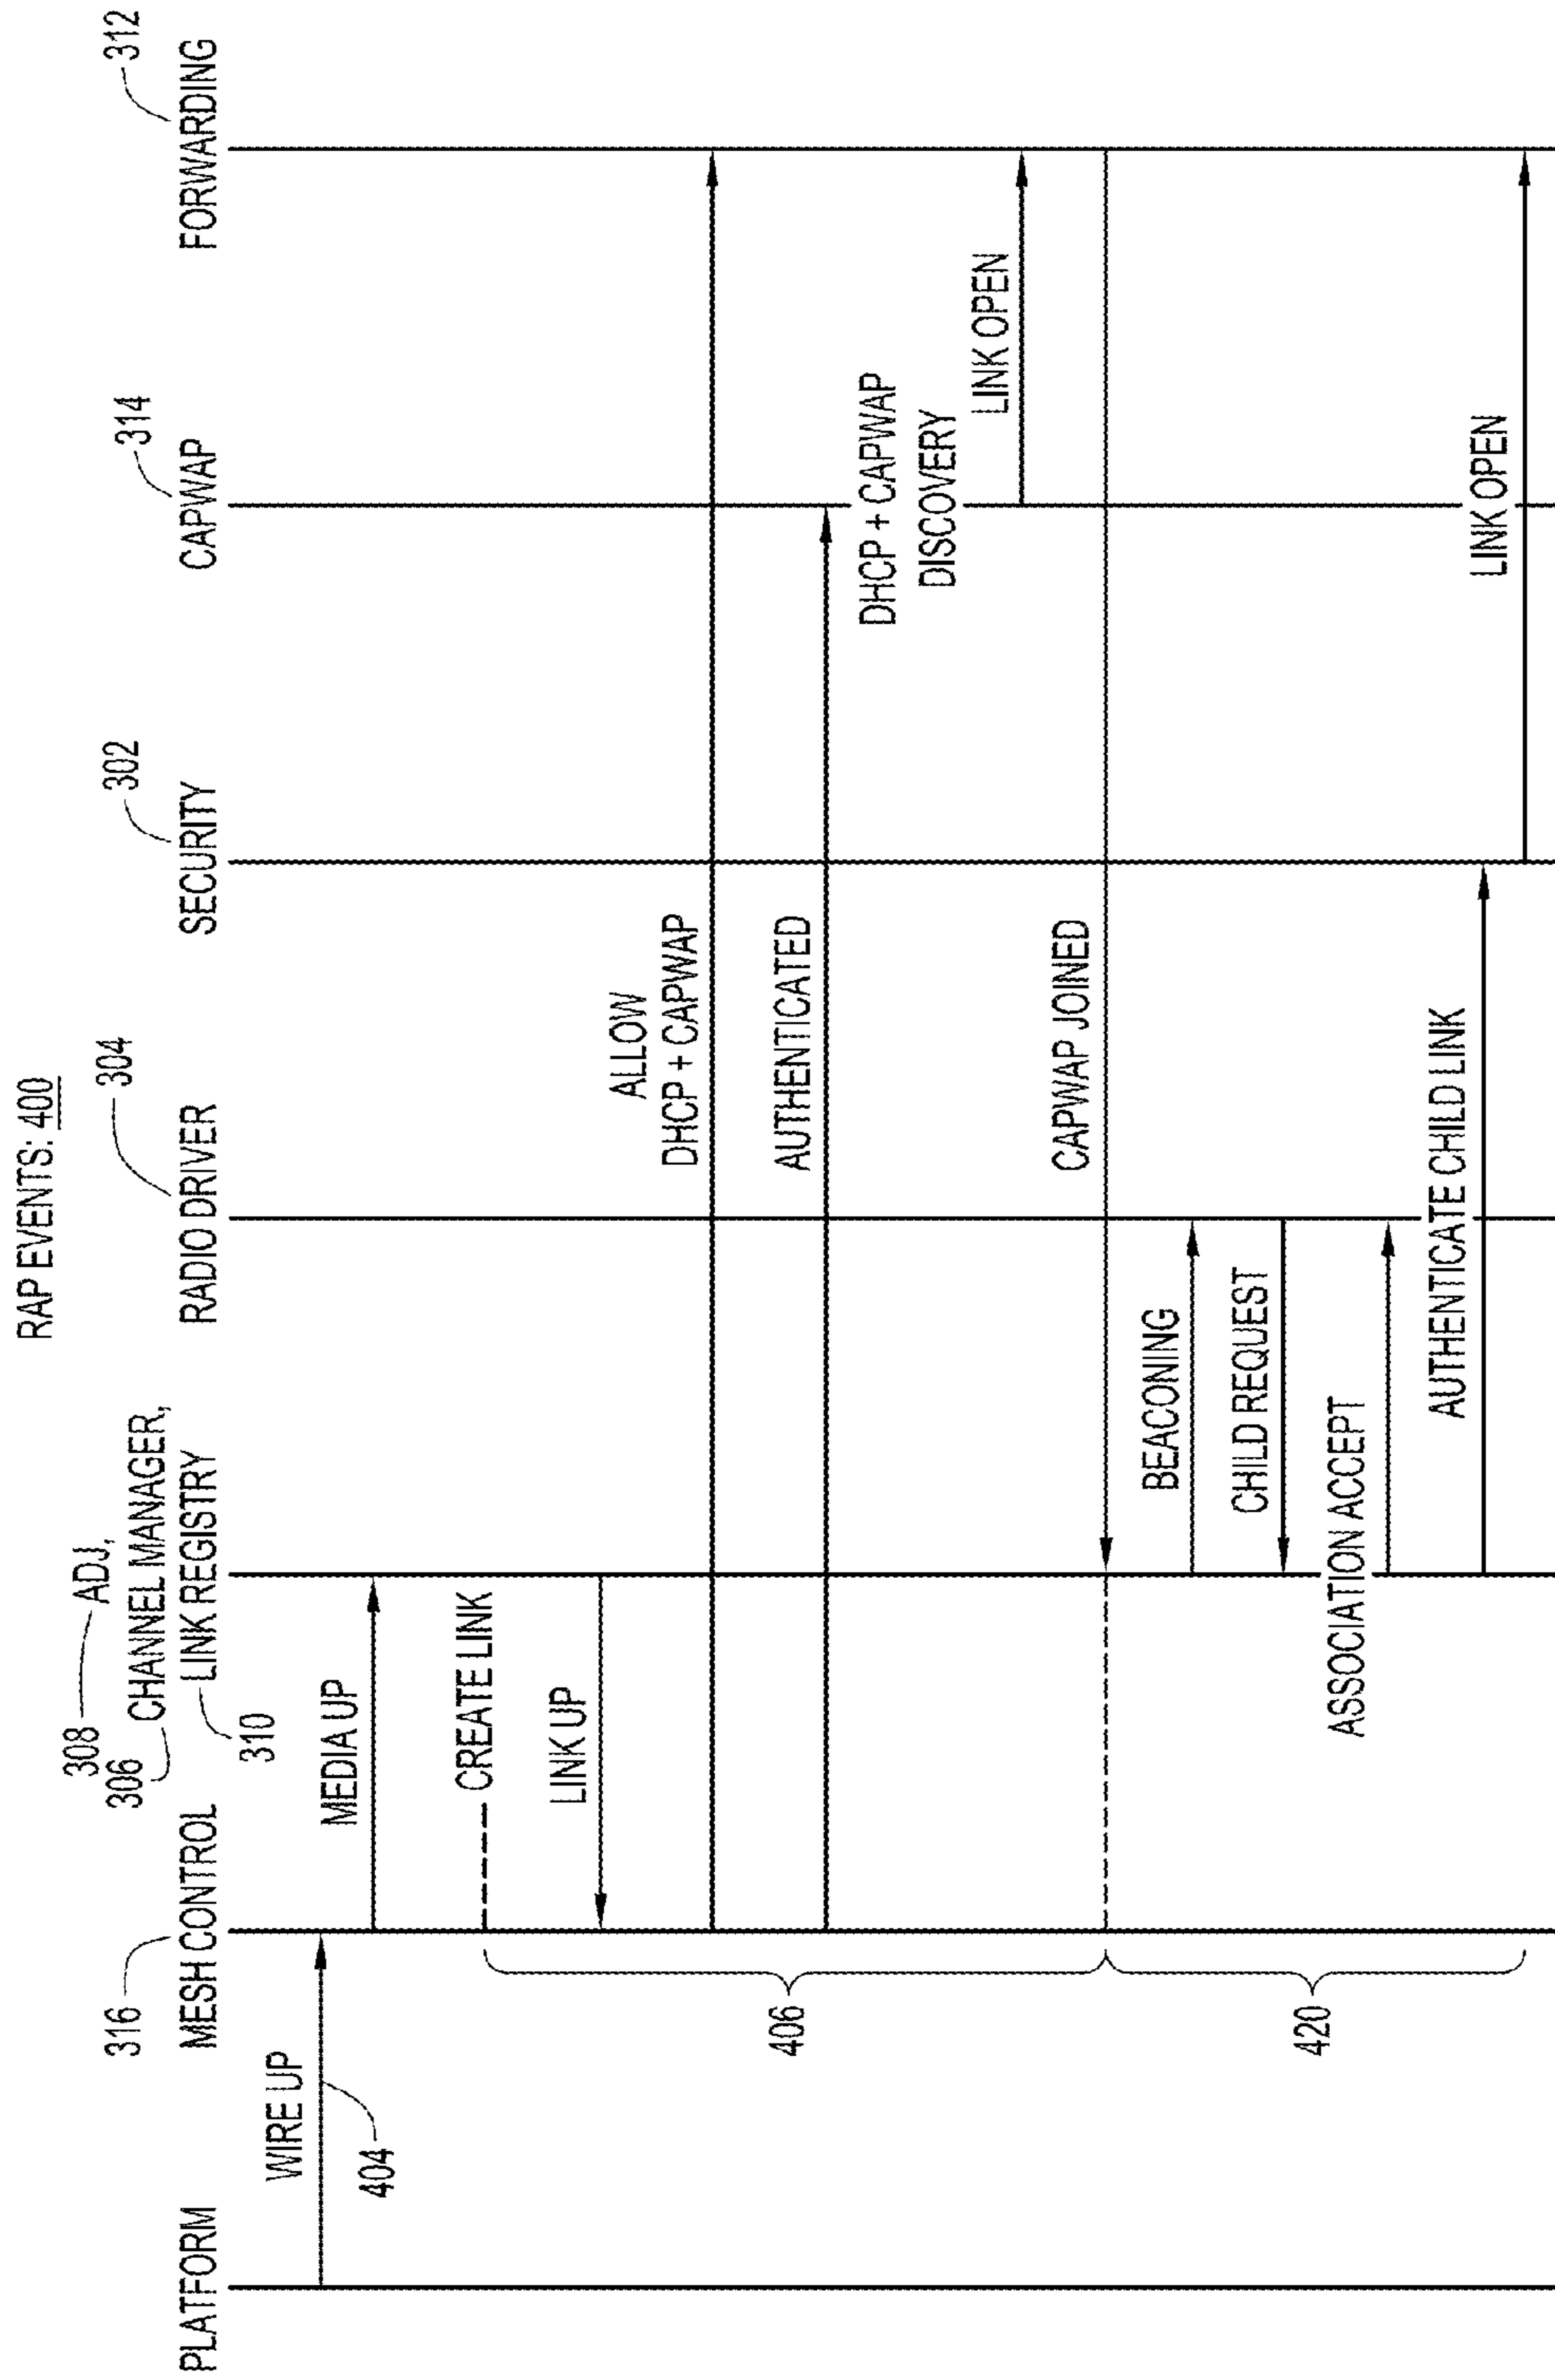 RAP EVENTS: 400
PLATFORM
316
MESH CONTROL
308 ADJ,
306 CHANNEL MANAGER,
LINK REGISTRY
310
304
RADIO DRIVER
302
SECURITY
314
CAPWAP
312
FORWARDING
WIRE UP
404
MEDIA UP
CREATE LINK
LINK UP
ALLOW
DHCP + CAPWAP
AUTHENTICATED
406
DHCP + CAPWAP
DISCOVERY
LINK OPEN
CAPWAP JOINED
BEACONING
CHILD REQUEST
ASSOCIATION ACCEPT
420
AUTHENTICATE CHILD LINK
LINK OPEN